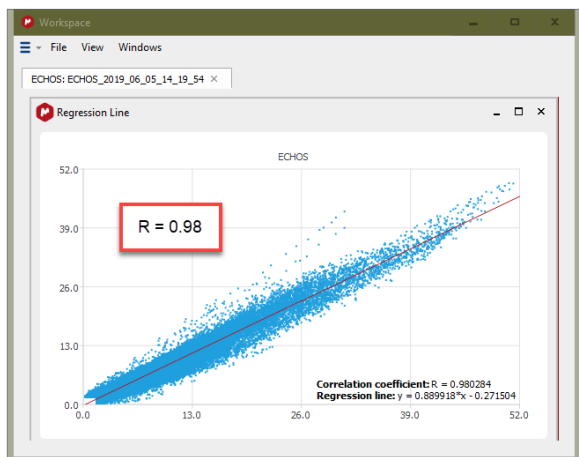 Workspace
File View Windows
ECHOS: ECHOS_2019_06_05_14_19_54 ×
Regression Line
ECHOS
52.0
39.0
26.0
13.0
0.0
R = 0.98
Correlation coefficient: R = 0.980284
Regression line: y = 0.889918*x - 0.271504
0.0 13.0 26.0 39.0 52.0